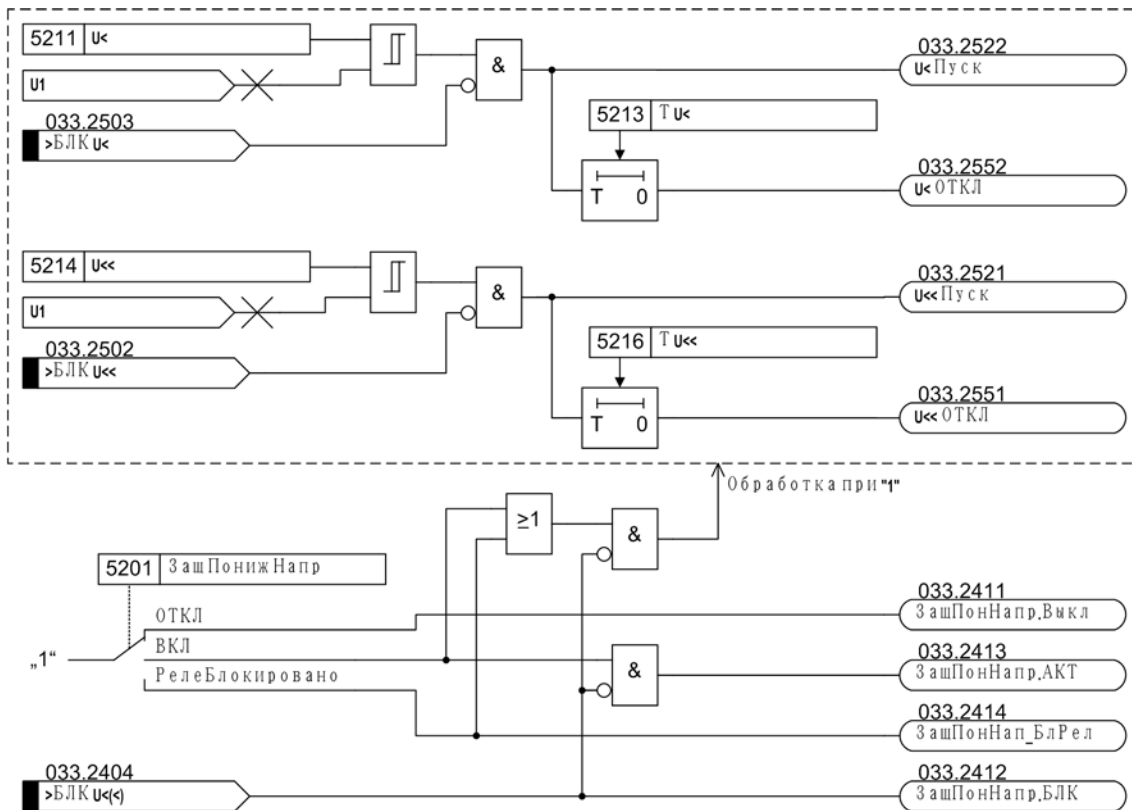 5211 U<
U1
033.2503
>БЛК U<
&
5213 Т U<
T 0
033.2522
U< Пуск
033.2552
U< ОТКЛ
5214 U<<
U1
033.2502
>БЛК U<<
&
5216 Т U<<
T 0
033.2521
U<< Пуск
033.2551
U<< ОТКЛ
Обработка при "1"
≥1
&
5201 ЗащПонижНапр
ОТКЛ
„1“ ВКЛ
РелеБлокировано
&
033.2411
ЗащПонНапр.Выкл
033.2413
ЗащПонНапр.АКТ
033.2414
ЗащПонНап_БлРел
033.2404
>БЛК U<(<)
033.2412
ЗащПонНапр.БЛК